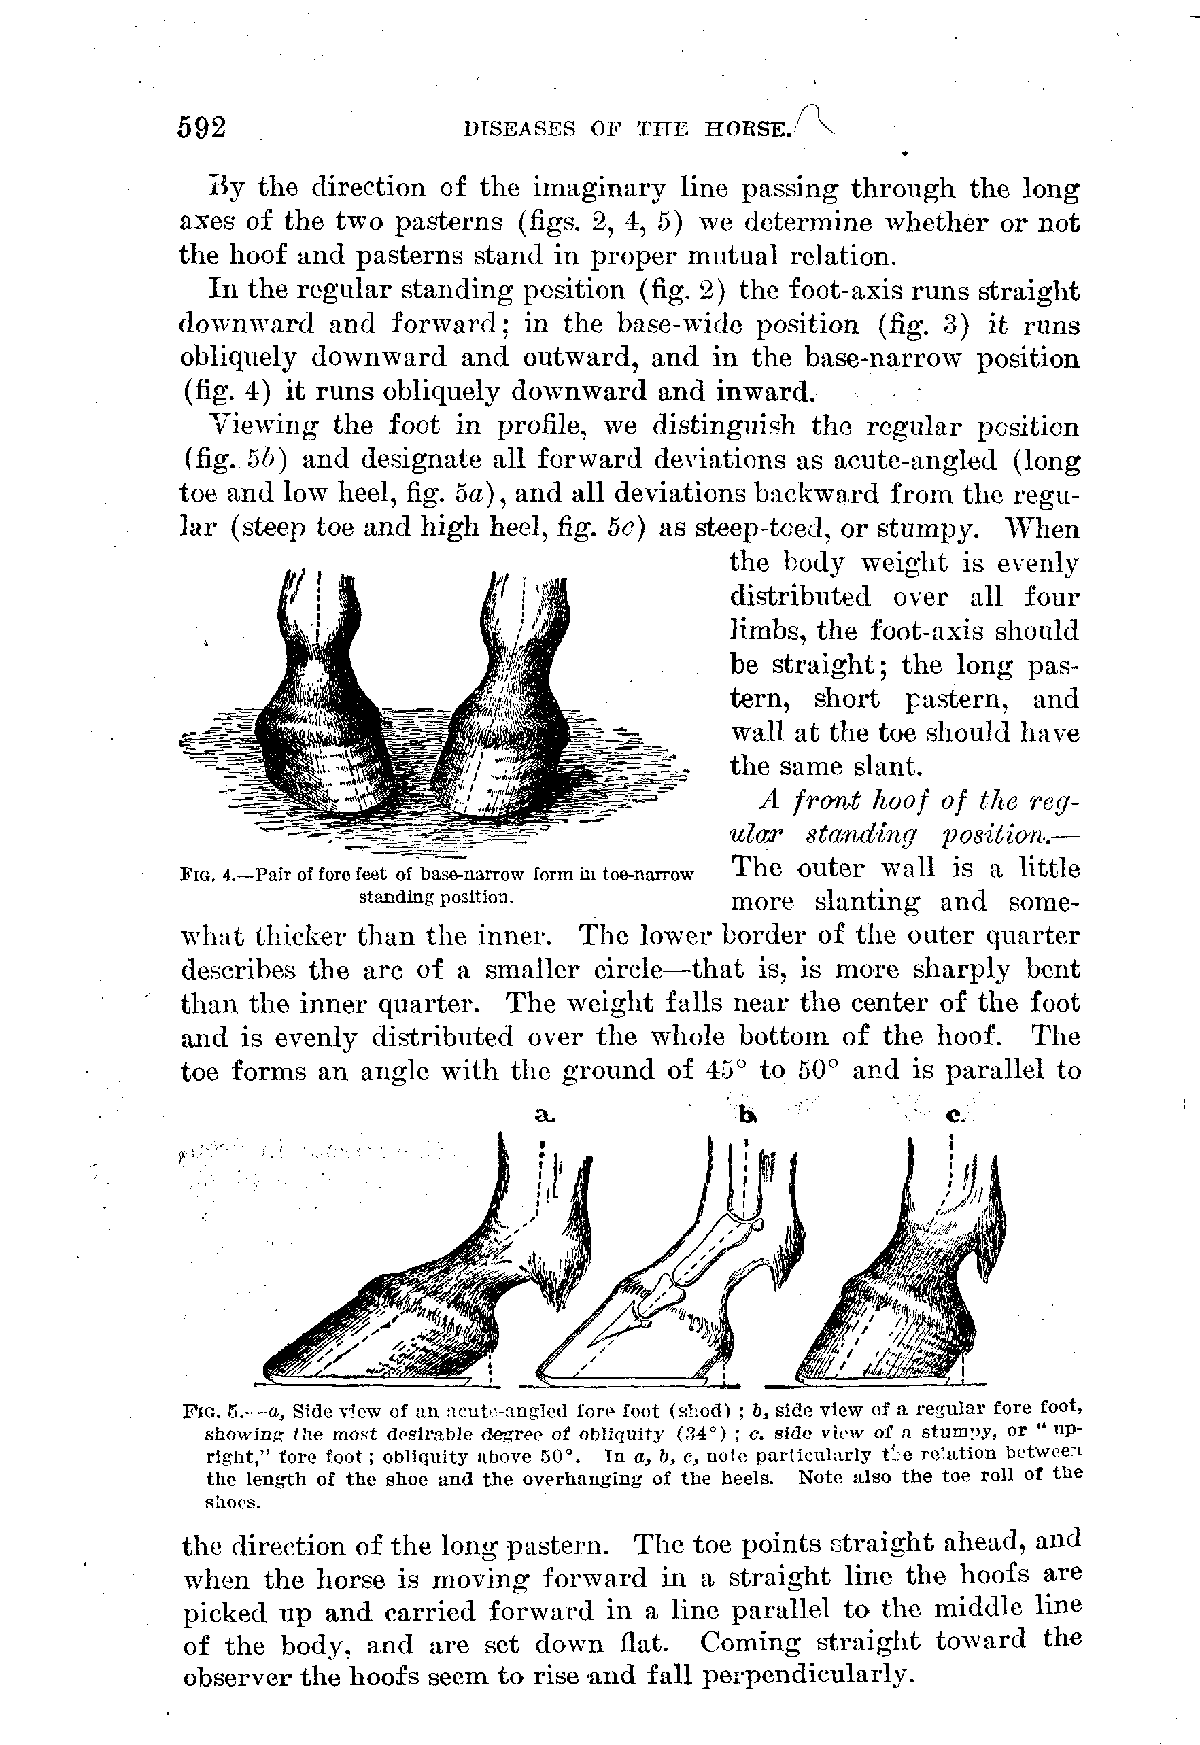 592 DISEASES OF THE HORSE.
By the direction of the imaginary line passing through the long
axes of the two pasterns (figs. 2, 4, 5) we determine whether or not
the hoof and pasterns stand in proper mutual relation.
In the regular standing position (fig. 2) the foot-axis runs straight
downward and forward; in the base-wide position (fig. 3) it runs
obliquely downward and outward, and in the base-narrow position
(fig. 4) it runs obliquely downward and inward.
Viewing the foot in profile, we distinguish the regular position
(fig. 5b) and designate all forward deviations as acute-angled (long
toe and low heel, fig. 5a), and all deviations backward from the regu-
lar (steep toe and high heel, fig. 5c) as steep-toed, or stumpy. When
the body weight is evenly
distributed over all four
limbs, the foot-axis should
be straight; the long pas-
tern, short pastern, and
wall at the toe should have
the same slant.
A front hoof of the reg-
ular standing position.—
The outer wall is a little
more slanting and some-
FIG. 4.—Pair of fore feet of base-narrow form in toe-narrow
standing position.
what thicker than the inner. The lower border of the outer quarter
describes the arc of a smaller circle—that is, is more sharply bent
than the inner quarter. The weight falls near the center of the foot
and is evenly distributed over the whole bottom of the hoof. The
toe forms an angle with the ground of 45° to 50° and is parallel to
a. b. c.
FIG. 5.—a, Side view of an acute-angled fore foot (shod); b, side view of a regular fore foot,
showing the most desirable degree of obliquity (34°); c. side view of a stumpy, or "up-
right," fore foot; obliquity above 50°. In a, b, c, note particularly the relation between
the length of the shoe and the overhanging of the heels. Note also the toe roll of the
shoes.
the direction of the long pastern. The toe points straight ahead, and
when the horse is moving forward in a straight line the hoofs are
picked up and carried forward in a line parallel to the middle line
of the body, and are set down flat. Coming straight toward the
observer the hoofs seem to rise and fall perpendicularly.